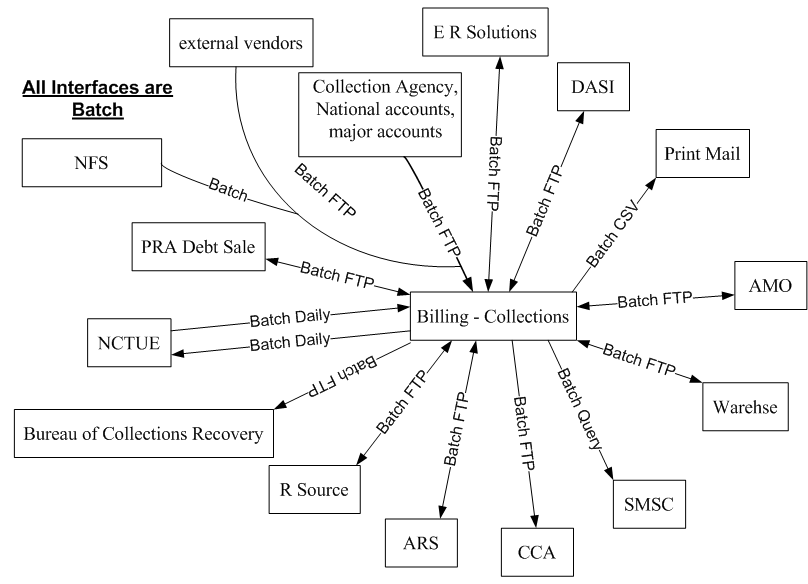 external vendors
E R Solutions
All Interfaces are
Batch
Collection Agency,
National accounts,
major accounts
DASI
NFS
Print Mail
Batch
Batch FTP
Batch FTP
Batch FTP
Batch FTP
Batch CSV
PRA Debt Sale
Batch FTP
AMO
Batch FTP
Billing - Collections
NCTUE
Batch Daily
Batch Daily
Batch FTP
Batch FTP
Warehse
Bureau of Collections Recovery
Batch FTP
Batch FTP
Batch FTP
Batch Query
R Source
SMSC
ARS
CCA